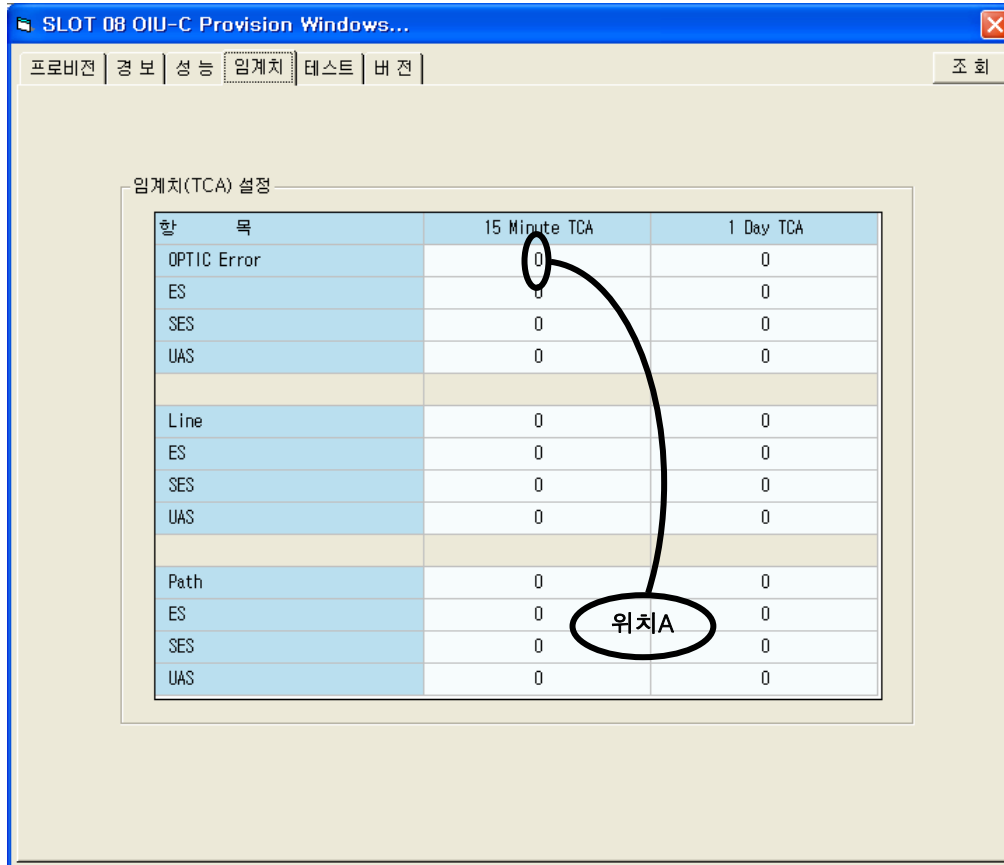 SLOT 08 OIU-C Provision Windows...
프로비전 경 보 성 능 임계치 테스트 버 전 조 회
임계치(TCA) 설정
항 목 15 Minute TCA 1 Day TCA
OPTIC Error 0 0
ES 0 0
SES 0 0
UAS 0 0
Line 0 0
ES 0 0
SES 0 0
UAS 0 0
Path 0 0
ES 0 0
위치A
SES 0 0
UAS 0 0